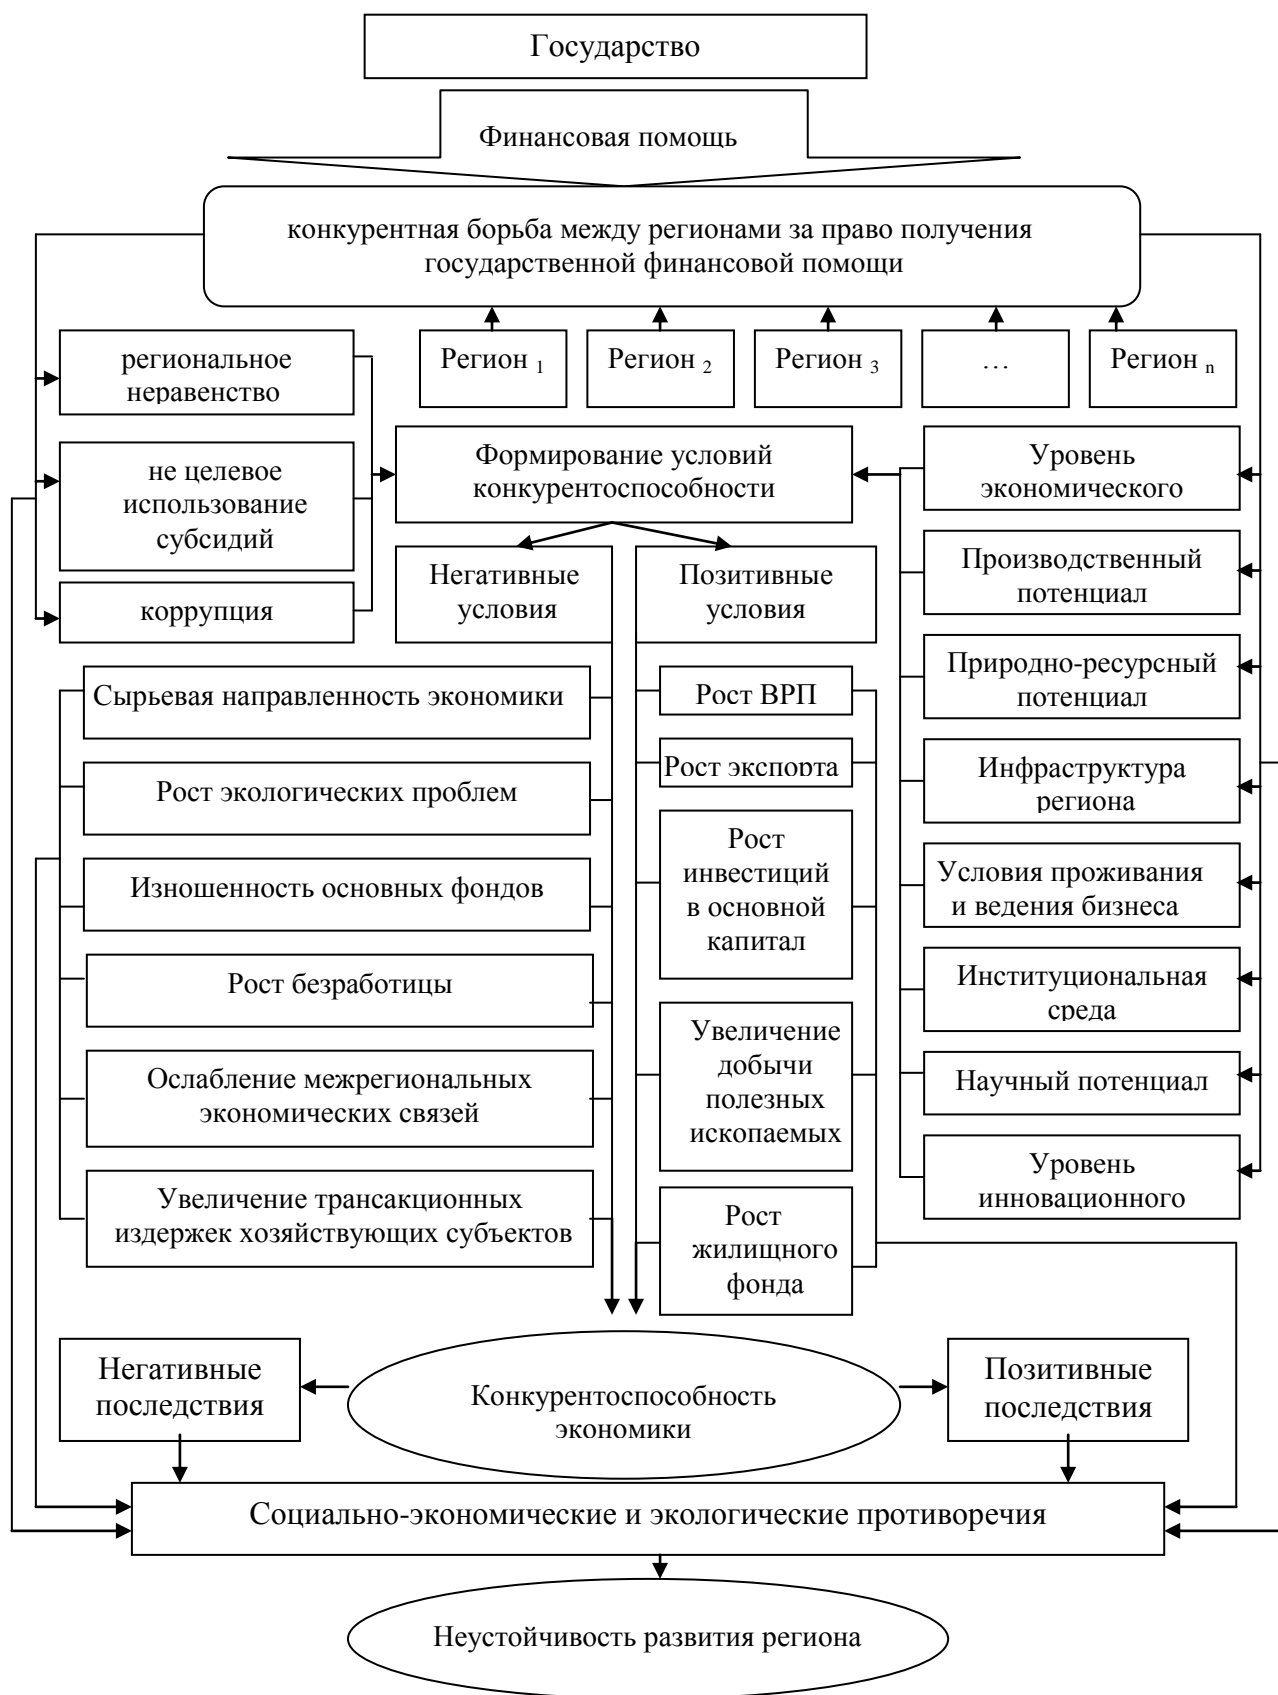 Государство
Финансовая помощь
конкурентная борьба между регионами за право получения
государственной финансовой помощи
Регион 1
Регион 2
Регион 3
…
Регион n
региональное
неравенство
не целевое
использование
субсидий
коррупция
Формирование условий
конкурентоспособности
Негативные
условия
Позитивные
условия
Уровень
экономического
Производственный
потенциал
Природно-ресурсный
потенциал
Инфраструктура
региона
Условия проживания
и ведения бизнеса
Институциональная
среда
Научный потенциал
Уровень
инновационного
Сырьевая направленность экономики
Рост экологических проблем
Изношенность основных фондов
Рост безработицы
Ослабление межрегиональных
экономических связей
Увеличение трансакционных
издержек хозяйствующих субъектов
Рост ВРП
Рост экспорта
Рост
инвестиций
в основной
капитал
Увеличение
добычи
полезных
ископаемых
Рост
жилищного
фонда
Негативные
последствия
Конкурентоспособность
экономики
Позитивные
последствия
Социально-экономические и экологические противоречия
Неустойчивость развития региона